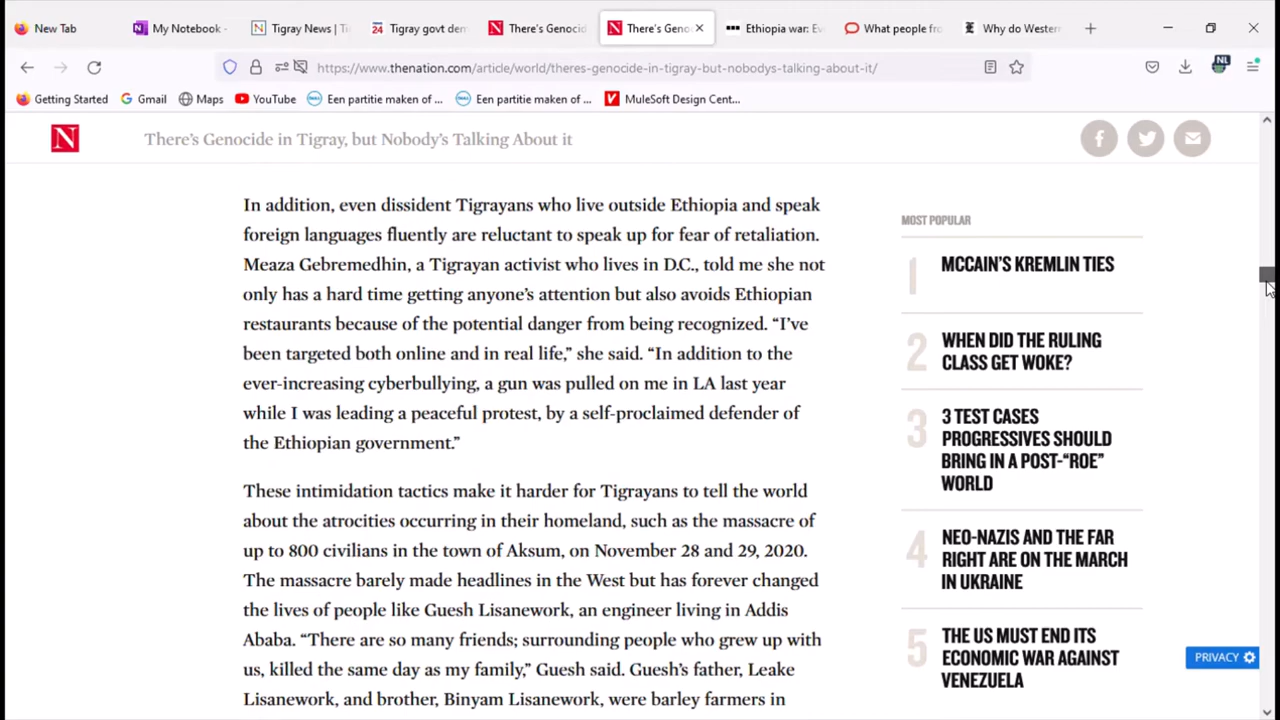 New Tab
My Notebook -
Tigray News | Ti
24 Tigray govt dem
N There's Genocid
N There's Geno
Ethiopia war: Ev
What people fro
Why do Western
https://www.thenation.com/article/world/theres-genocide-in-tigray-but-nobodys-talking-about-it/
NL
Getting Started
Gmail
Maps
YouTube
Een partitie maken of ...
Een partitie maken of ...
MuleSoft Design Cent...
N
There's Genocide in Tigray, but Nobody's Talking About it
In addition, even dissident Tigrayans who live outside Ethiopia and speak
foreign languages fluently are reluctant to speak up for fear of retaliation.
Meaza Gebremedhin, a Tigrayan activist who lives in D.C., told me she not
only has a hard time getting anyone's attention but also avoids Ethiopian
restaurants because of the potential danger from being recognized. “I've
been targeted both online and in real life,” she said. “In addition to the
ever-increasing cyberbullying, a gun was pulled on me in LA last year
while I was leading a peaceful protest, by a self-proclaimed defender of
the Ethiopian government.”
These intimidation tactics make it harder for Tigrayans to tell the world
about the atrocities occurring in their homeland, such as the massacre of
up to 800 civilians in the town of Aksum, on November 28 and 29, 2020.
The massacre barely made headlines in the West but has forever changed
the lives of people like Guesh Lisanework, an engineer living in Addis
Ababa. “There are so many friends; surrounding people who grew up with
us, killed the same day as my family,” Guesh said. Guesh's father, Leake
Lisanework, and brother, Binyam Lisanework, were barley farmers in
MOST POPULAR
1
MCCAIN'S KREMLIN TIES
2
WHEN DID THE RULING
CLASS GET WOKE?
3
3 TEST CASES
PROGRESSIVES SHOULD
BRING IN A POST-“ROE”
WORLD
4
NEO-NAZIS AND THE FAR
RIGHT ARE ON THE MARCH
IN UKRAINE
5
THE US MUST END ITS
ECONOMIC WAR AGAINST
VENEZUELA
PRIVACY